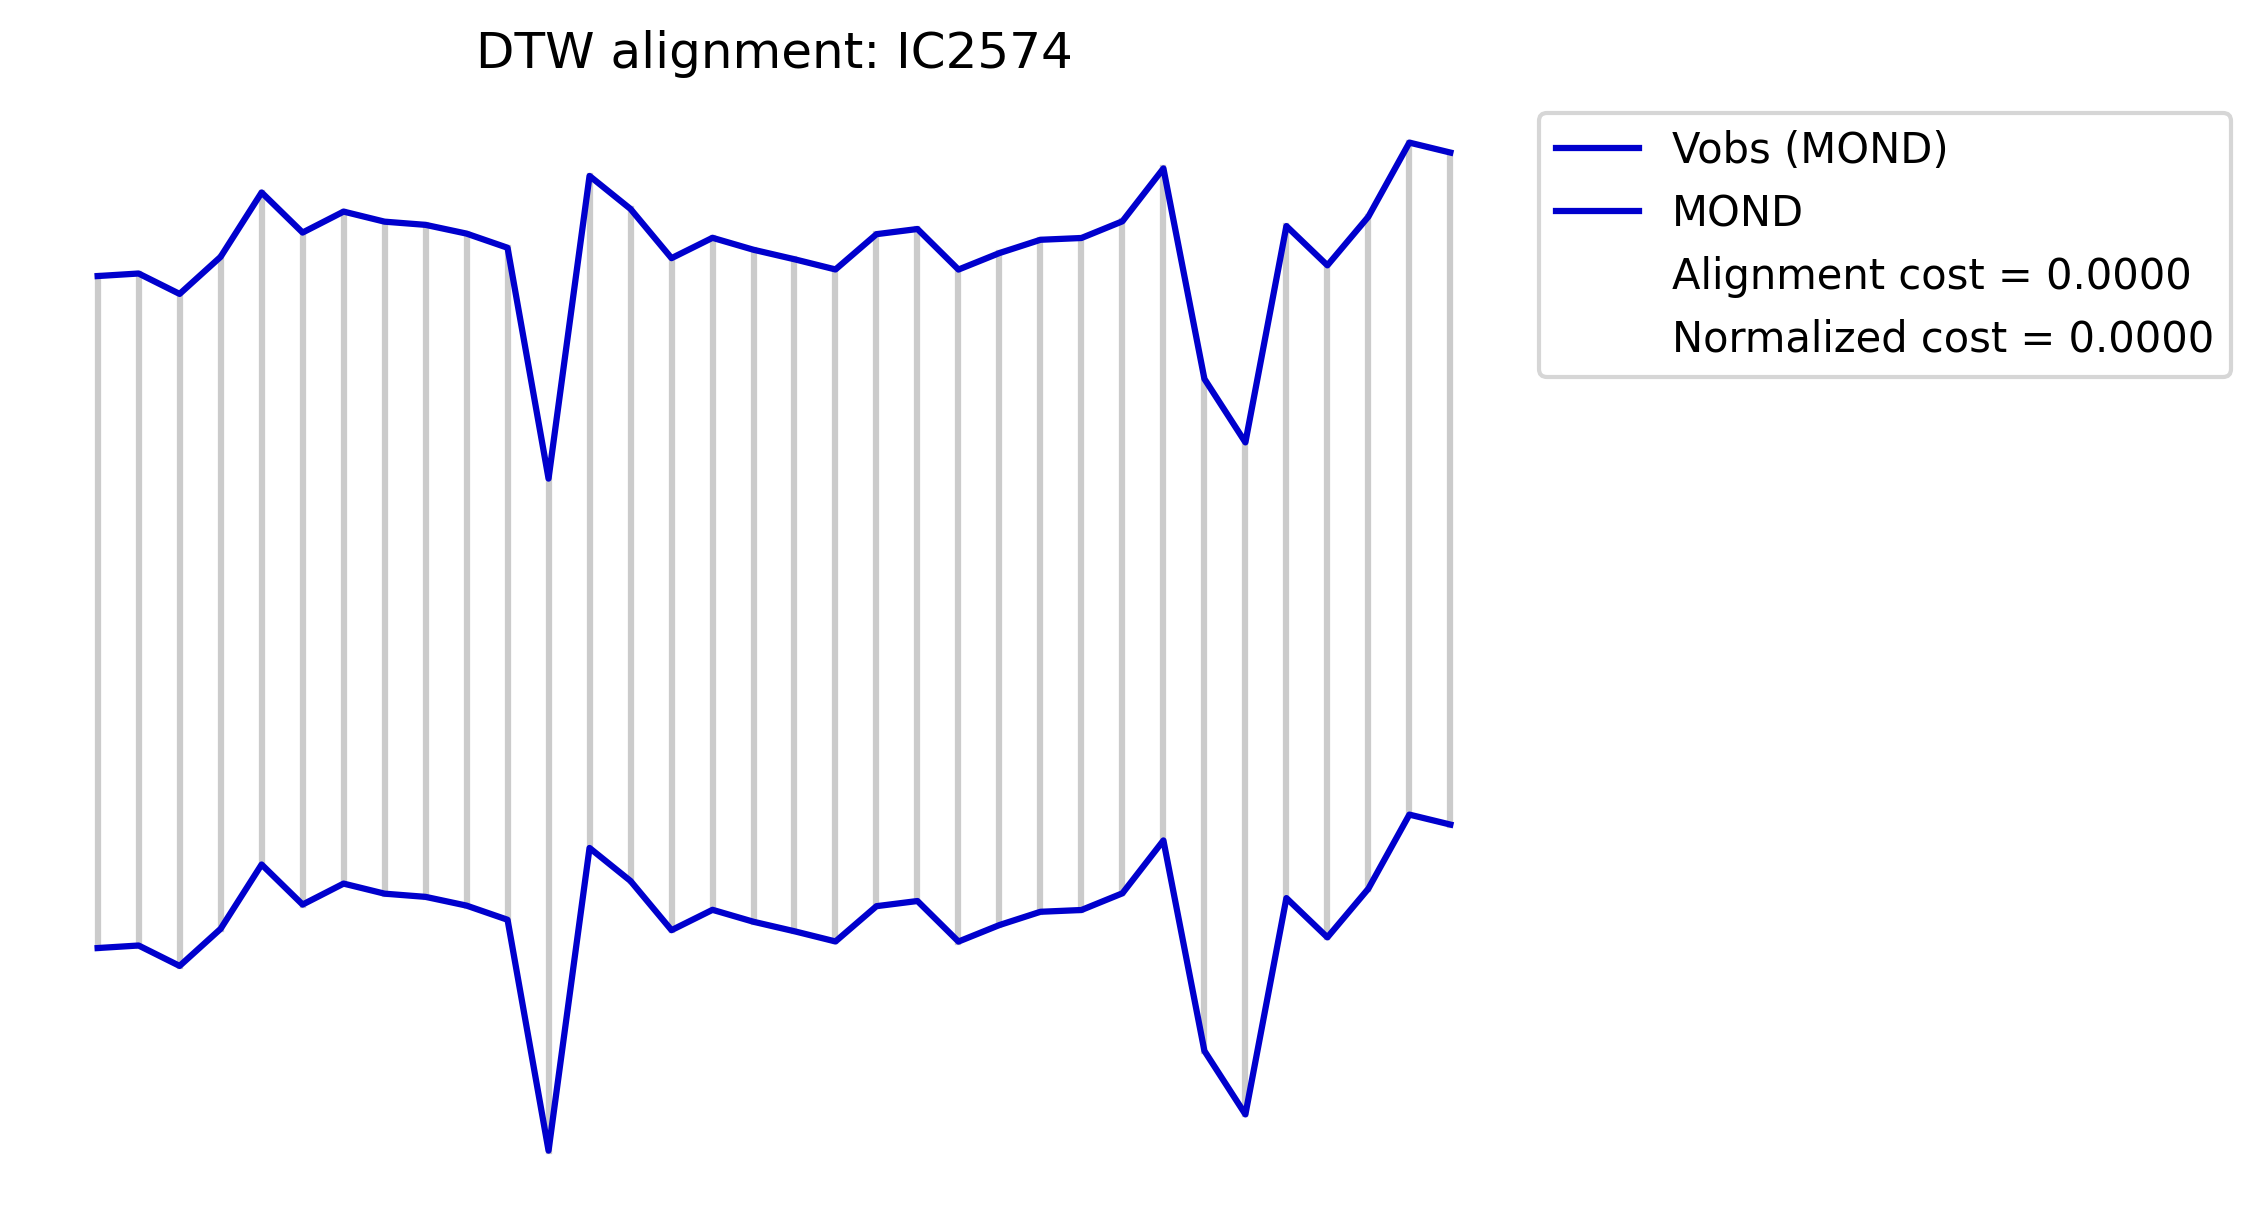 DTW alignment: IC2574
Vobs (MOND)
MOND
Alignment cost = 0.0000
Normalized cost = 0.0000